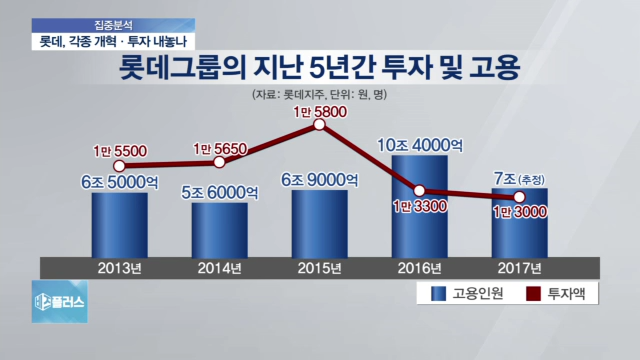 집중분석
롯데, 각종 개혁·투자 내놓나
롯데그룹의 지난 5년간 투자 및 고용
(자료: 롯데지주, 단위: 원, 명)
1만 5500
1만 5650
1만 5800
1만 3300
1만 3000
6조 5000억
5조 6000억
6조 9000억
10조 4000억
7조 (추정)
2013년
2014년
2015년
2016년
2017년
고용인원
투자액
플러스